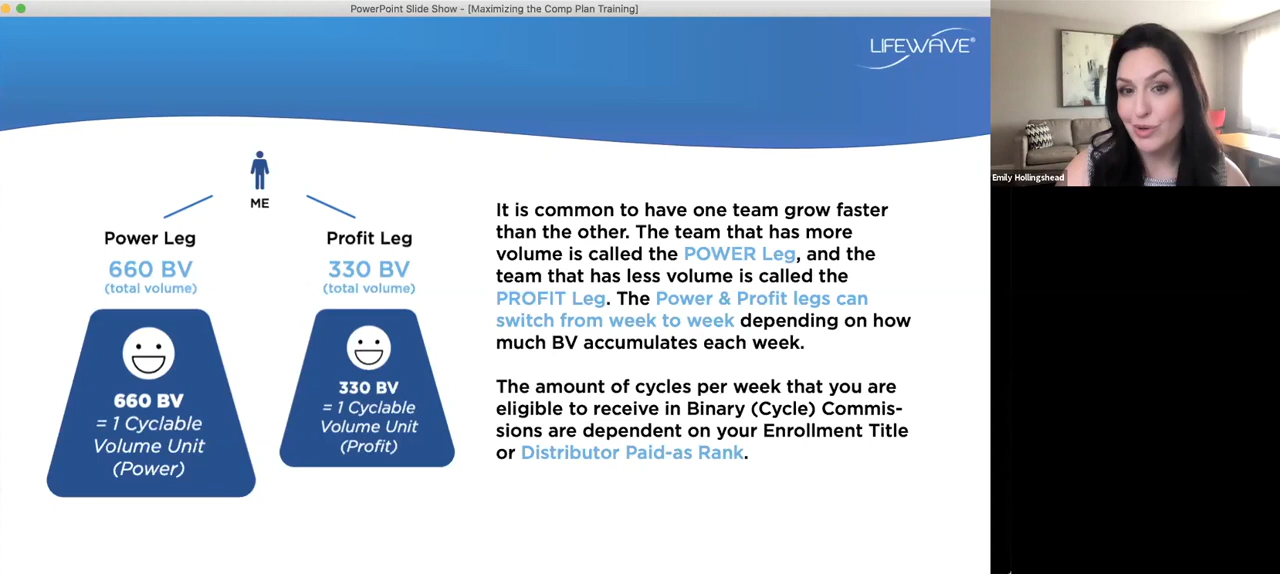 PowerPoint Slide Show - [Maximizing the Comp Plan Training]
LIFEWAVE®
Emily Hollingshead
ME
Power Leg
660 BV
(total volume)
660 BV
= 1 Cyclable
Volume Unit
(Power)
Profit Leg
330 BV
(total volume)
330 BV
= 1 Cyclable
Volume Unit
(Profit)
It is common to have one team grow faster
than the other. The team that has more
volume is called the POWER Leg, and the
team that has less volume is called the
PROFIT Leg. The Power & Profit legs can
switch from week to week depending on how
much BV accumulates each week.
The amount of cycles per week that you are
eligible to receive in Binary (Cycle) Commis-
sions are dependent on your Enrollment Title
or Distributor Paid-as Rank.